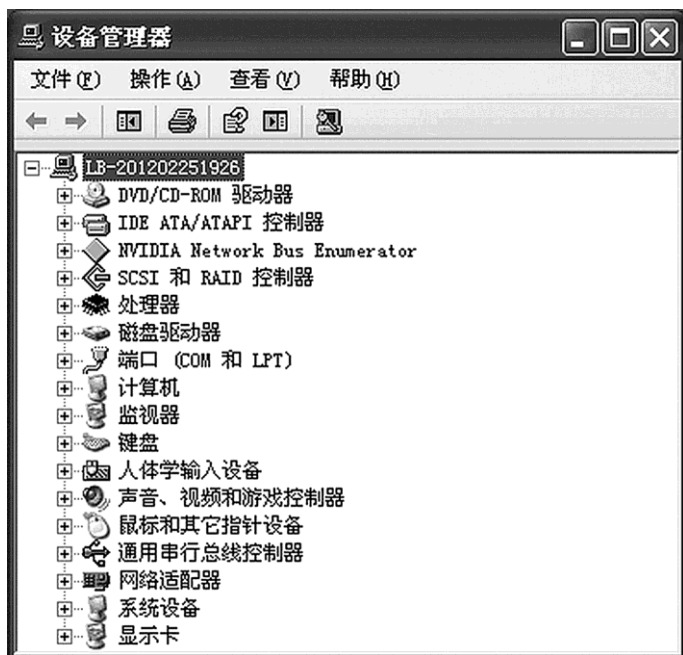 设备管理器
文件(F) 操作(A) 查看(V) 帮助(H)
LB-201202251926
DVD/CD-ROM 驱动器
IDE ATA/ATAPI 控制器
NVIDIA Network Bus Enumerator
SCSI 和 RAID 控制器
处理器
磁盘驱动器
端口 (COM 和 LPT)
计算机
监视器
键盘
人体学输入设备
声音、视频和游戏控制器
鼠标和其它指针设备
通用串行总线控制器
网络适配器
系统设备
显示卡